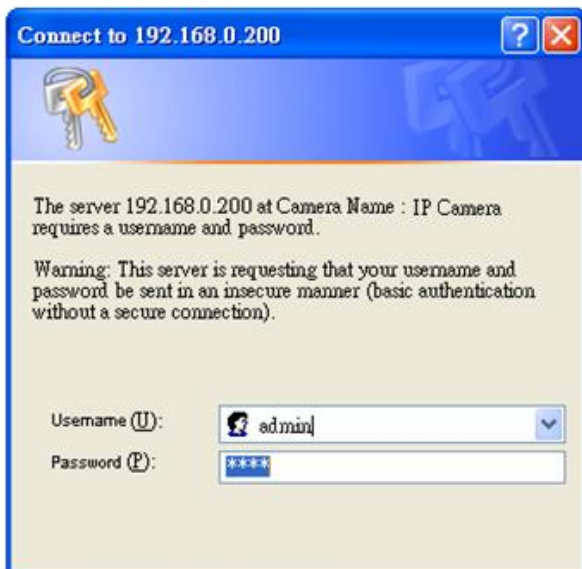 Connect to 192.168.0.200
?
The server 192.168.0.200 at Camera Name : IP Camera
requires a username and password.
Warning: This server is requesting that your username and
password be sent in an insecure manner (basic authentication
without a secure connection).
Username (U):
admin
Password (P):
****